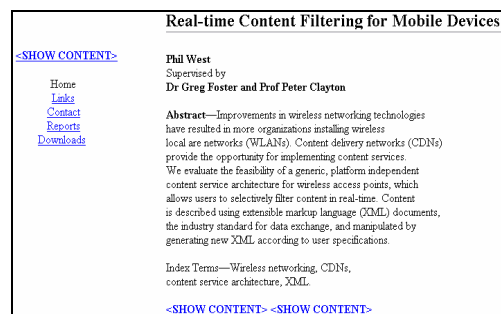 Real-time Content Filtering for Mobile Devices
<SHOW CONTENT>
Home
Links
Contact
Reports
Downloads
Phil West
Supervised by
Dr Greg Foster and Prof Peter Clayton
Abstract—Improvements in wireless networking technologies
have resulted in more organizations installing wireless
local are networks (WLANs). Content delivery networks (CDNs)
provide the opportunity for implementing content services.
We evaluate the feasibility of a generic, platform independent
content service architecture for wireless access points, which
allows users to selectively filter content in real-time. Content
is described using extensible markup language (XML) documents,
the industry standard for data exchange, and manipulated by
generating new XML according to user specifications.
Index Terms—Wireless networking, CDNs,
content service architecture, XML.
<SHOW CONTENT> <SHOW CONTENT>